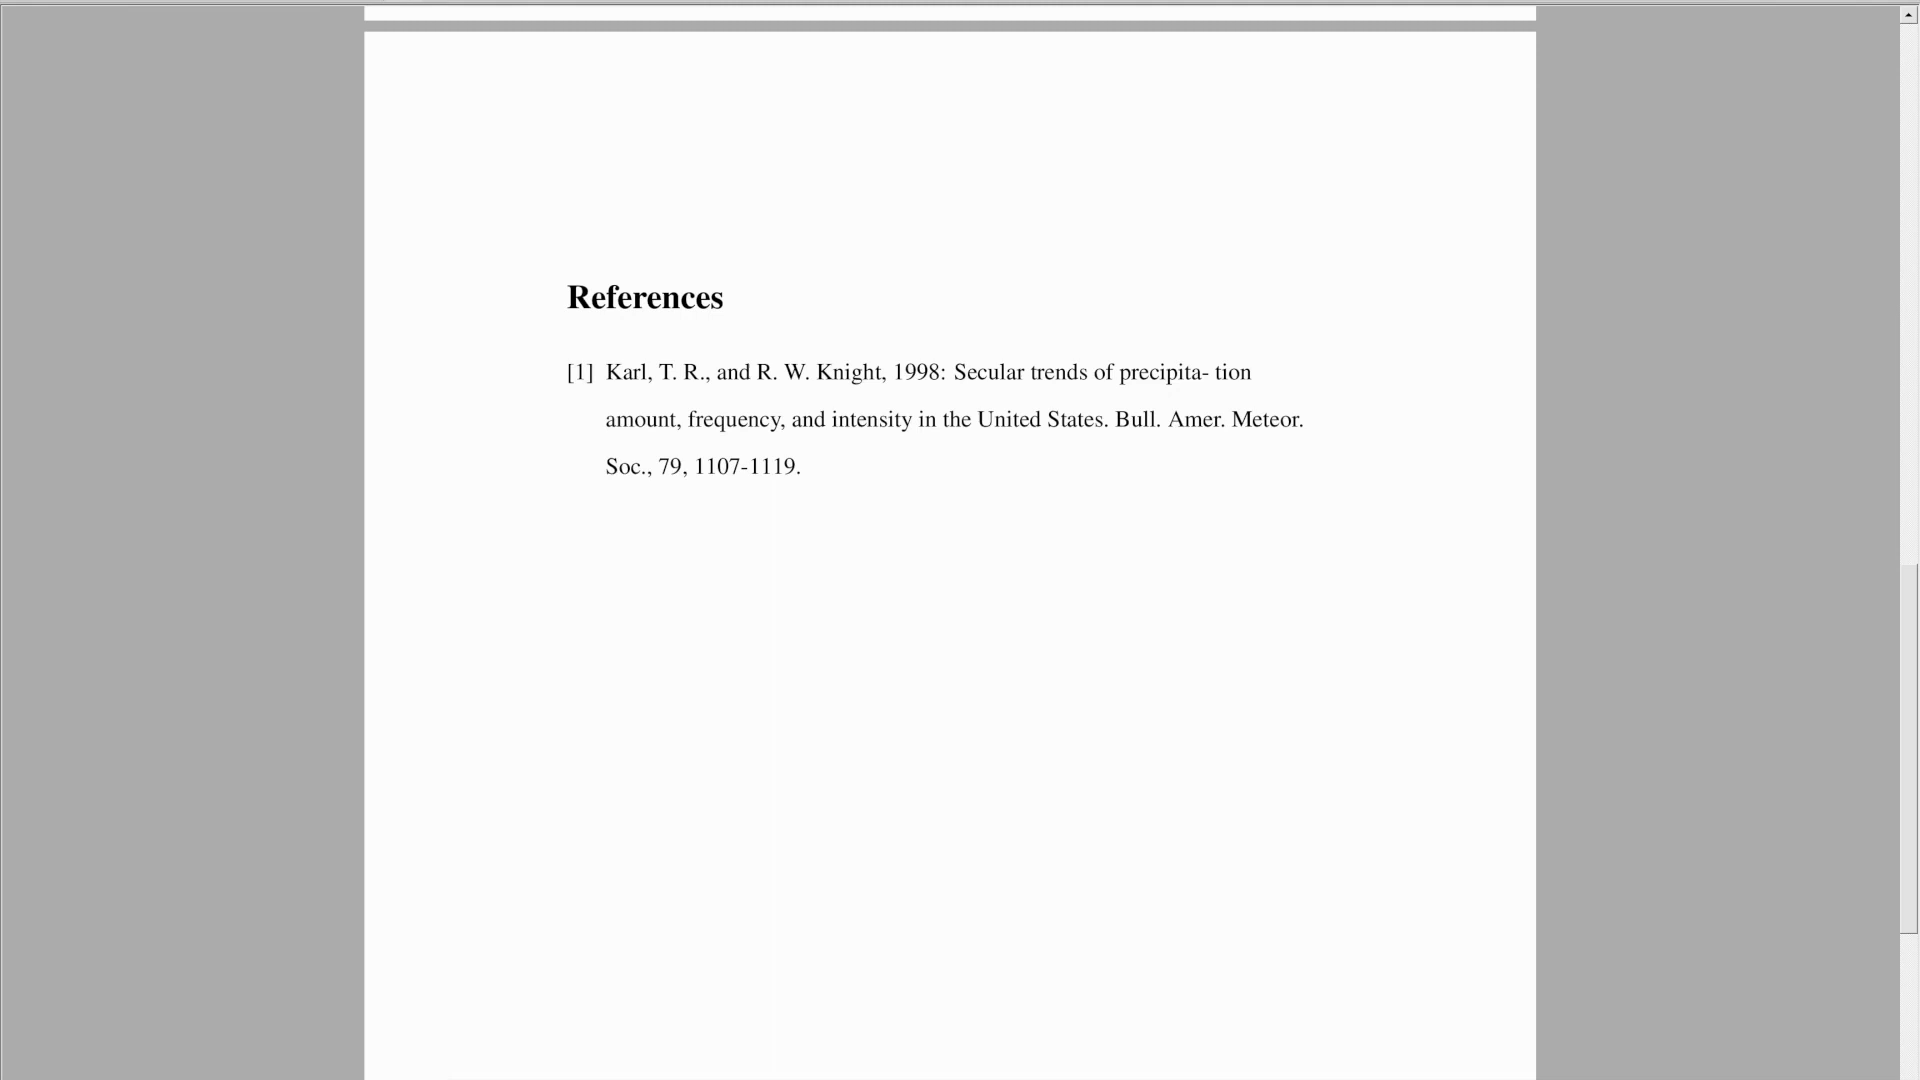 References
[1] Karl, T. R., and R. W. Knight, 1998: Secular trends of precipita- tion
amount, frequency, and intensity in the United States. Bull. Amer. Meteor.
Soc., 79, 1107-1119.